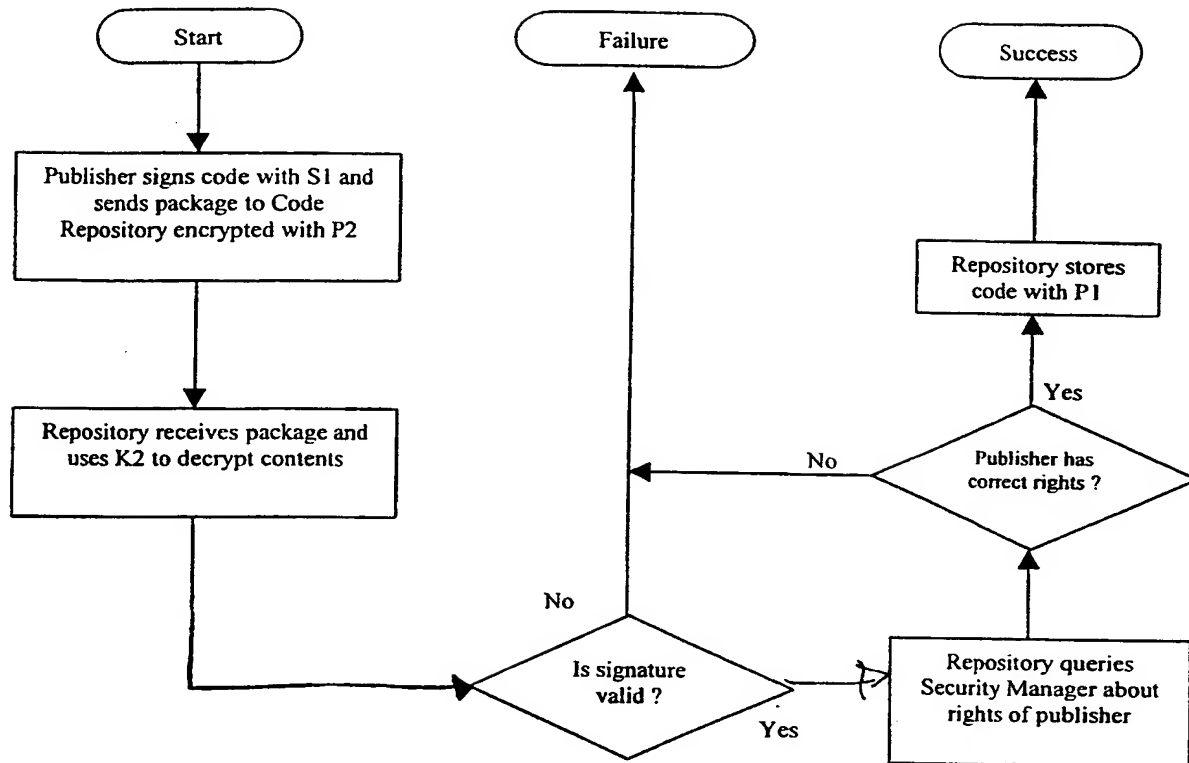 Start
Publisher signs code with S1 and
sends package to Code
Repository encrypted with P2
Repository receives package and
uses K2 to decrypt contents
Is signature
valid ?
No
Yes
Failure
Repository queries
Security Manager about
rights of publisher
Publisher has
correct rights ?
No
Yes
Repository stores
code with P1
Success